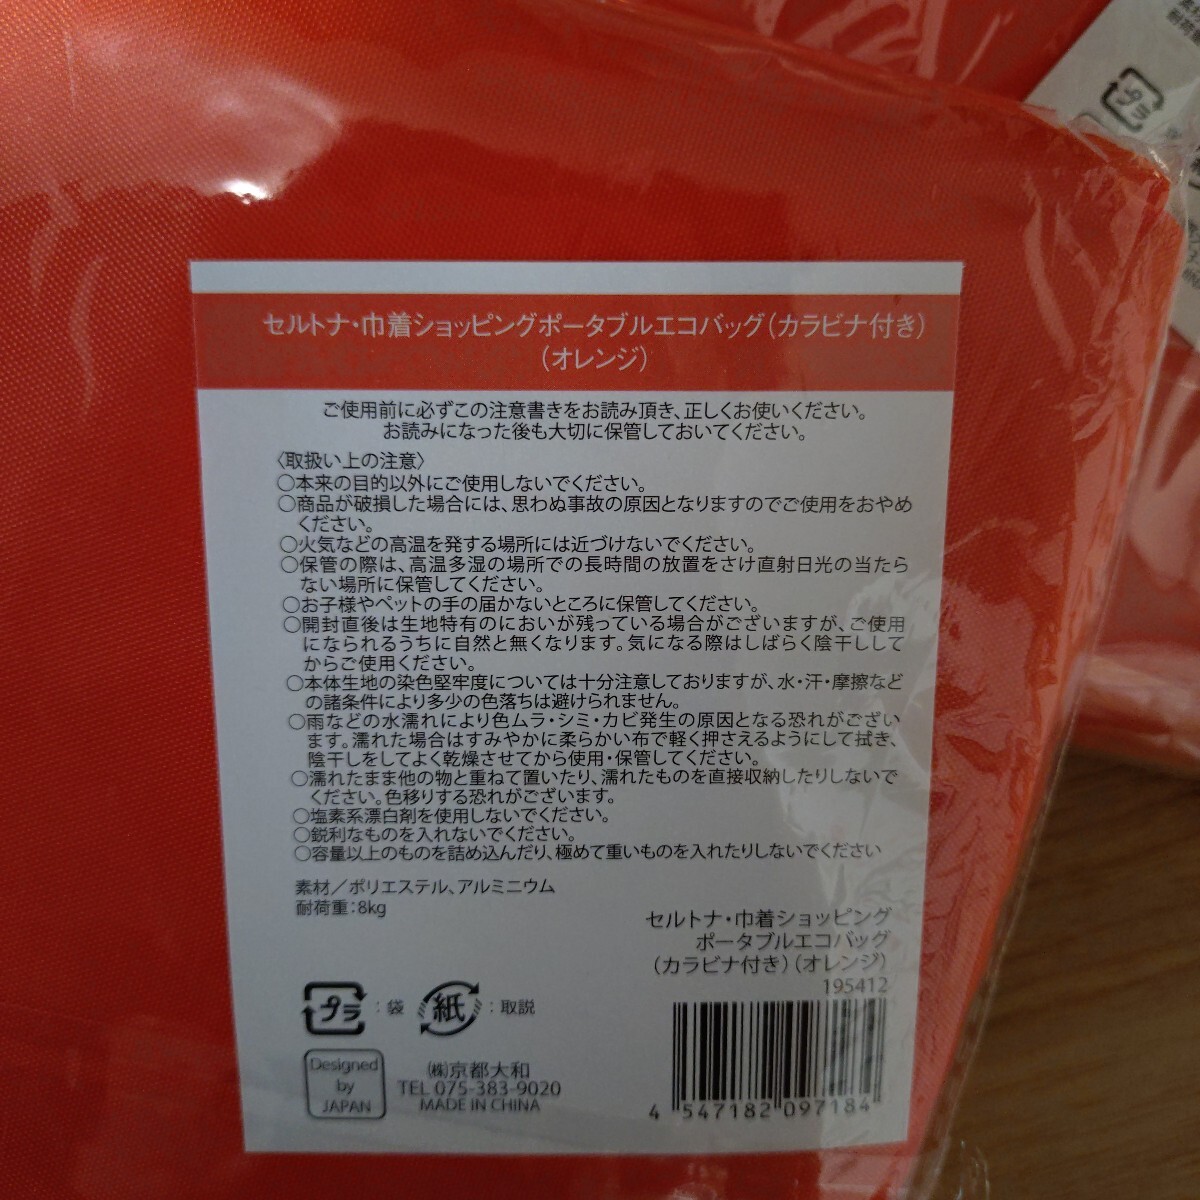 セルトナ・巾着ショッピングポータブルエコバッグ(カラビナ付き)
(オレンジ)
ご使用前に必ずこの注意書きをお読み頂き、正しくお使いください。
お読みになった後も大切に保管しておいてください。
〈取扱い上の注意〉
○本来の目的以外にご使用しないでください。
○商品が破損した場合には、思わぬ事故の原因となりますのでご使用をおやめ
ください。
○火気などの高温を発する場所には近づけないでください。
○保管の際は、高温多湿の場所での長時間の放置をさけ直射日光の当たら
ない場所に保管してください。
○お子様やペットの手の届かないところに保管してください。
○開封直後は生地特有のにおいが残っている場合がございますが、ご使用
になられるうちに自然と無くなります。気になる際はしばらく陰干しして
からご使用ください。
○本体生地の染色堅牢度については十分注意しておりますが、水・汗・摩擦など
の諸条件により多少の色落ちは避けられません。
○雨などの水濡れにより色ムラ・シミ・カビ発生の原因となる恐れがござい
ます。濡れた場合はすみやかに柔らかい布で軽く押さえるようにして拭き、
陰干しをしてよく乾燥させてから使用・保管してください。
○濡れたまま他の物と重ねて置いたり、濡れたものを直接収納したりしないで
ください。色移りする恐れがございます。
○塩素系漂白剤を使用しないでください。
○鋭利なものを入れないでください。
○容量以上のものを詰め込んだり、極めて重いものを入れたりしないでください
素材／ポリエステル、アルミニウム
耐荷重:8kg
セルトナ・巾着ショッピング
ポータブルエコバッグ
(カラビナ付き)(オレンジ)
195412
プラ:袋 紙:取説
Designed
by
JAPAN
㈱京都大和
TEL 075-383-9020
MADE IN CHINA
4 547182 097184
プラ